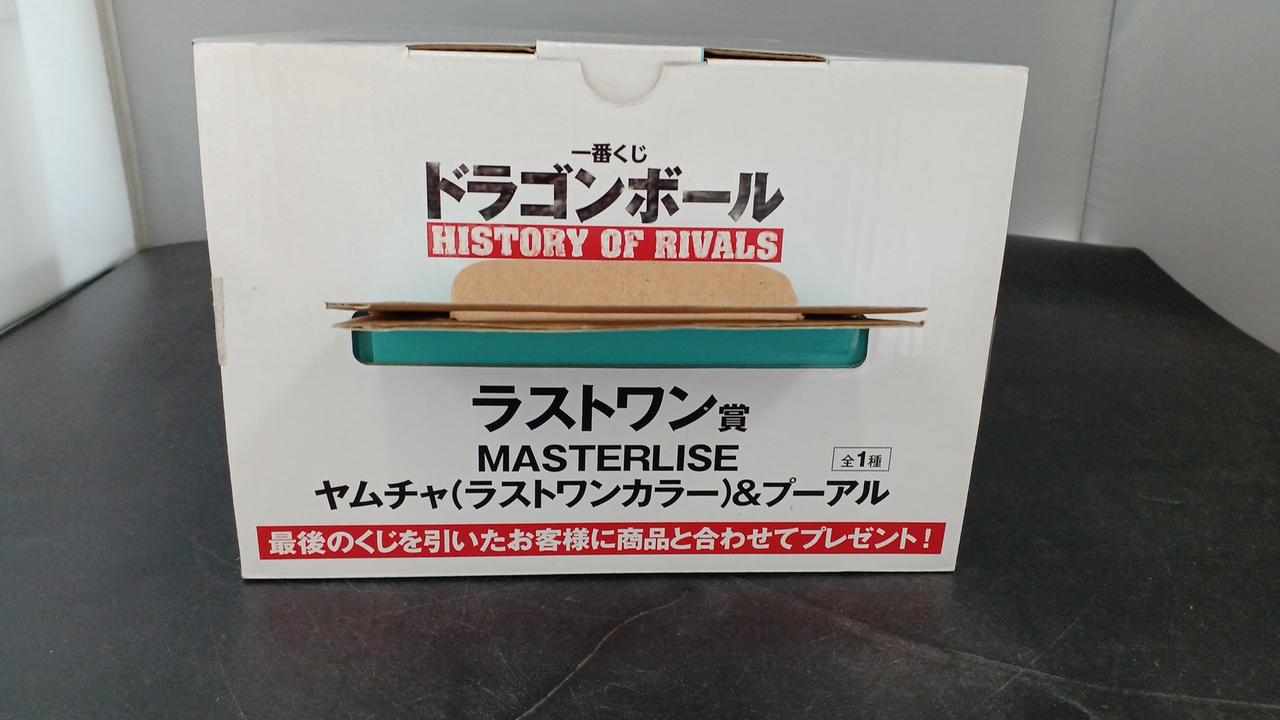 一番くじ
ドラゴンボール
HISTORY OF RIVALS
ラストワン賞
MASTERLISE
全1種
ヤムチャ(ラストワンカラー)&プーアル
最後のくじを引いたお客様に商品と合わせてプレゼント!